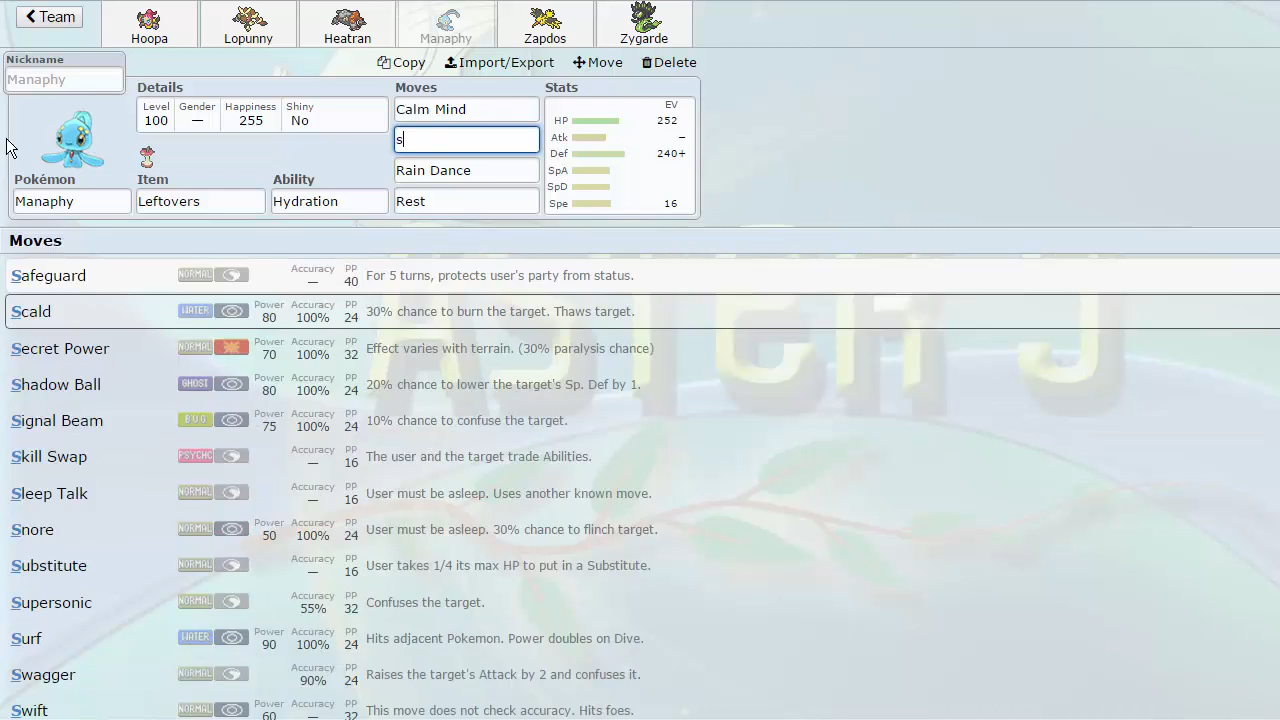 Team
Hoopa
Lopunny
Heatran
Manaphy
Zapdos
Zygarde
Copy Import/Export Move Delete
Nickname
Manaphy
Details
Level Gender Happiness Shiny
100 — 255 No
Pokémon
Manaphy
Item
Leftovers
Ability
Hydration
Moves
Calm Mind
s
Rain Dance
Rest
Stats
EV
HP 252
Atk –
Def 240+
SpA
SpD
Spe 16
Moves
Safeguard NORMAL Accuracy — PP 40 For 5 turns, protects user's party from status.
Scald WATER Power 80 Accuracy 100% PP 24 30% chance to burn the target. Thaws target.
Secret Power NORMAL Power 70 Accuracy 100% PP 32 Effect varies with terrain. (30% paralysis chance)
Shadow Ball GHOST Power 80 Accuracy 100% PP 24 20% chance to lower the target's Sp. Def by 1.
Signal Beam BUG Power 75 Accuracy 100% PP 24 10% chance to confuse the target.
Skill Swap PSYCHC Accuracy — PP 16 The user and the target trade Abilities.
Sleep Talk NORMAL Accuracy — PP 16 User must be asleep. Uses another known move.
Snore NORMAL Power 50 Accuracy 100% PP 24 User must be asleep. 30% chance to flinch target.
Substitute NORMAL Accuracy — PP 16 User takes 1/4 its max HP to put in a Substitute.
Supersonic NORMAL Accuracy 55% PP 32 Confuses the target.
Surf WATER Power 90 Accuracy 100% PP 24 Hits adjacent Pokemon. Power doubles on Dive.
Swagger NORMAL Accuracy 90% PP 24 Raises the target's Attack by 2 and confuses it.
Swift NORMAL Power 60 Accuracy — PP 32 This move does not check accuracy. Hits foes.
ASTER J